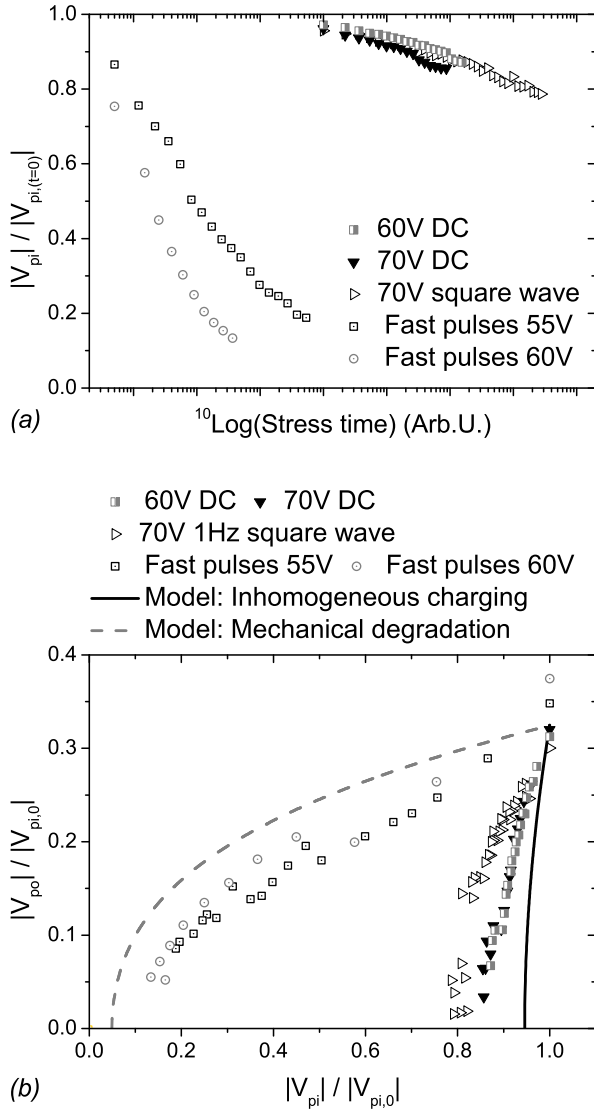 1.0
0.8
0.6
0.4
0.2
0.0
|V_pi| / |V_pi,(t=0)|
60V DC
70V DC
70V square wave
Fast pulses 55V
Fast pulses 60V
(a)
^10Log(Stress time) (Arb.U.)
60V DC 70V DC
70V 1Hz square wave
Fast pulses 55V Fast pulses 60V
Model: Inhomogeneous charging
Model: Mechanical degradation
0.4
0.3
0.2
0.1
0.0
|V_po| / |V_pi,0|
0.0 0.2 0.4 0.6 0.8 1.0
(b)
|V_pi| / |V_pi,0|